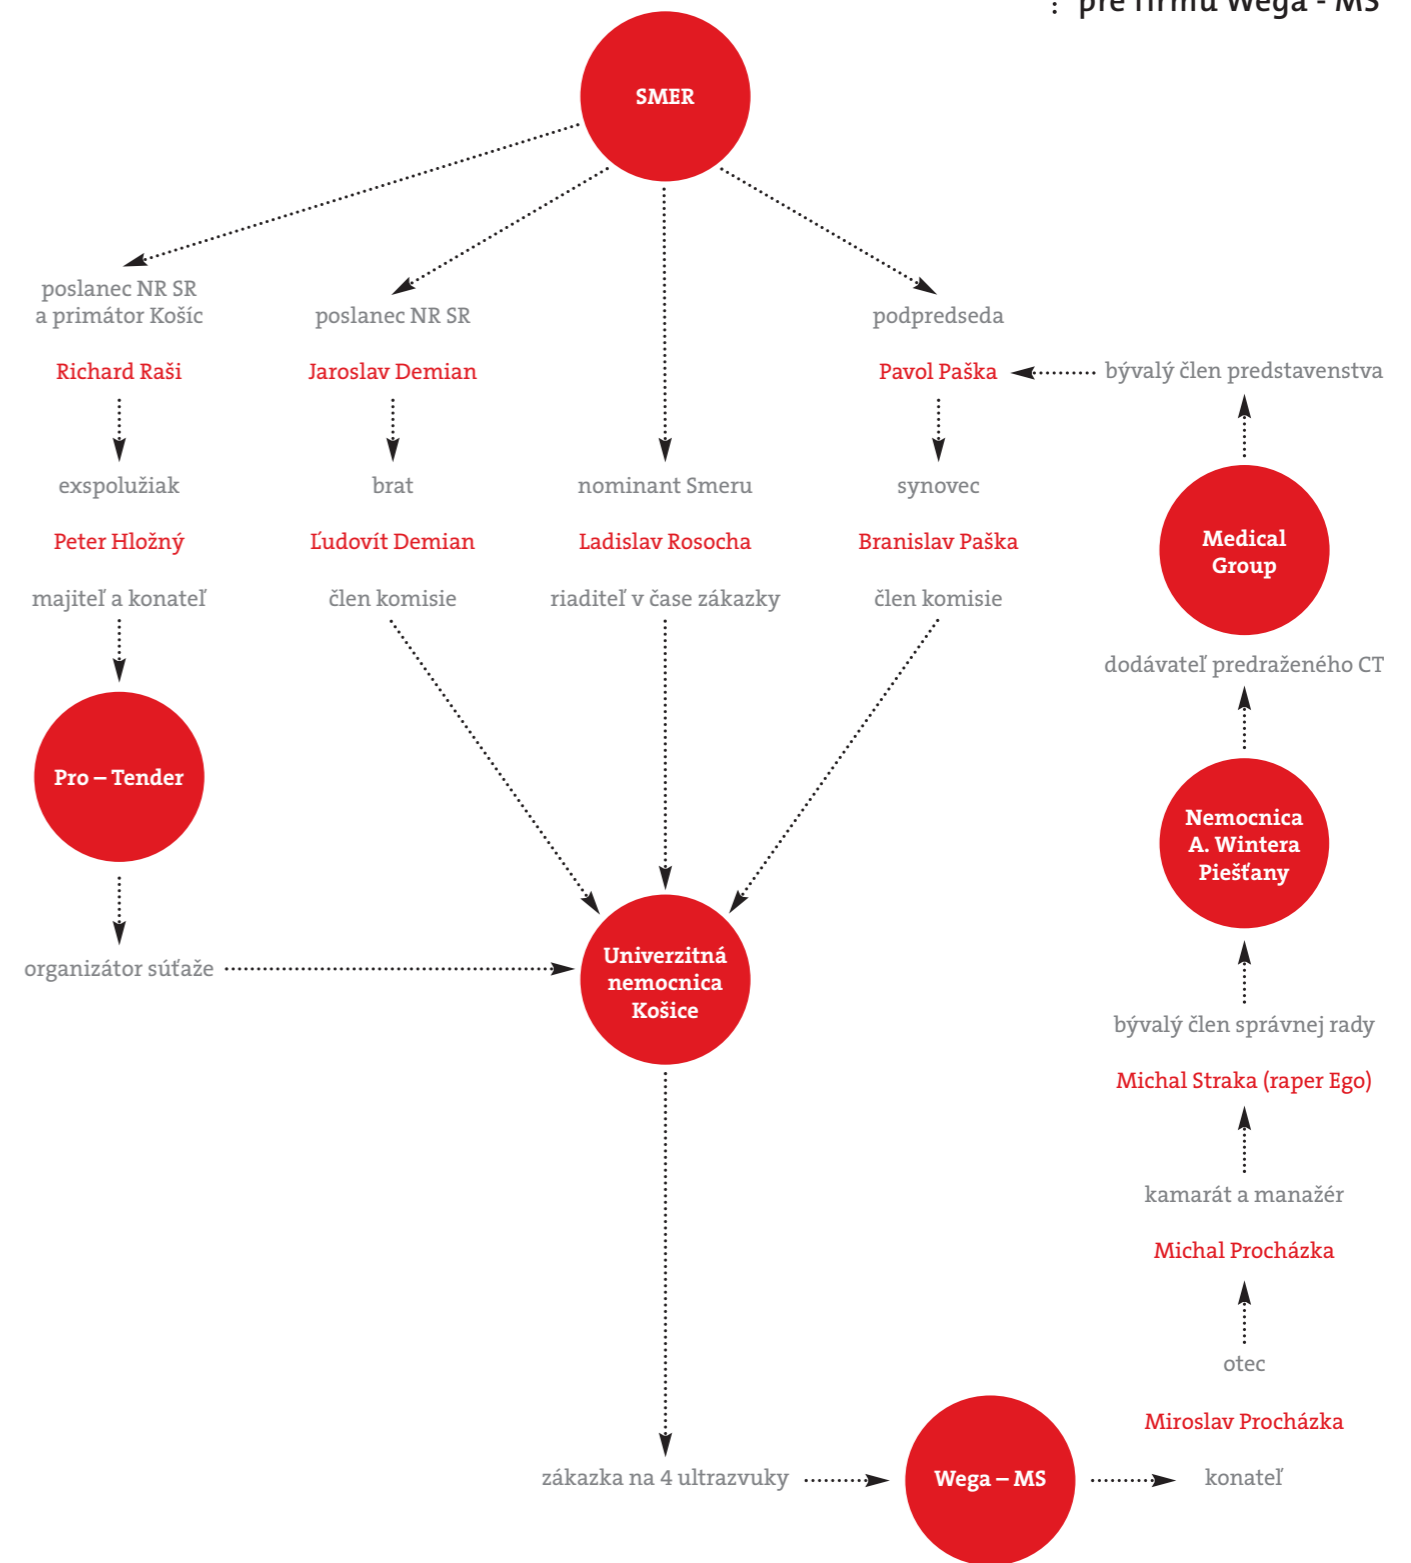 pre firmu Wega - MS
SMER
poslanec NR SR
a primátor Košíc
poslanec NR SR
podpredseda
Richard Raši
Jaroslav Demian
Pavol Paška
bývalý člen predstavenstva
exspolužiak
brat
nominant Smeru
synovec
Peter Hložný
Ľudovít Demian
Ladislav Rosocha
Branislav Paška
Medical
Group
majiteľ a konateľ
člen komisie
riaditeľ v čase zákazky
člen komisie
dodávateľ predraženého CT
Pro – Tender
Nemocnica
A. Wintera
Piešťany
organizátor súťaže
Univerzitná
nemocnica
Košice
bývalý člen správnej rady
Michal Straka (raper Ego)
kamarát a manažér
Michal Procházka
otec
Miroslav Procházka
zákazka na 4 ultrazvuky
Wega – MS
konateľ